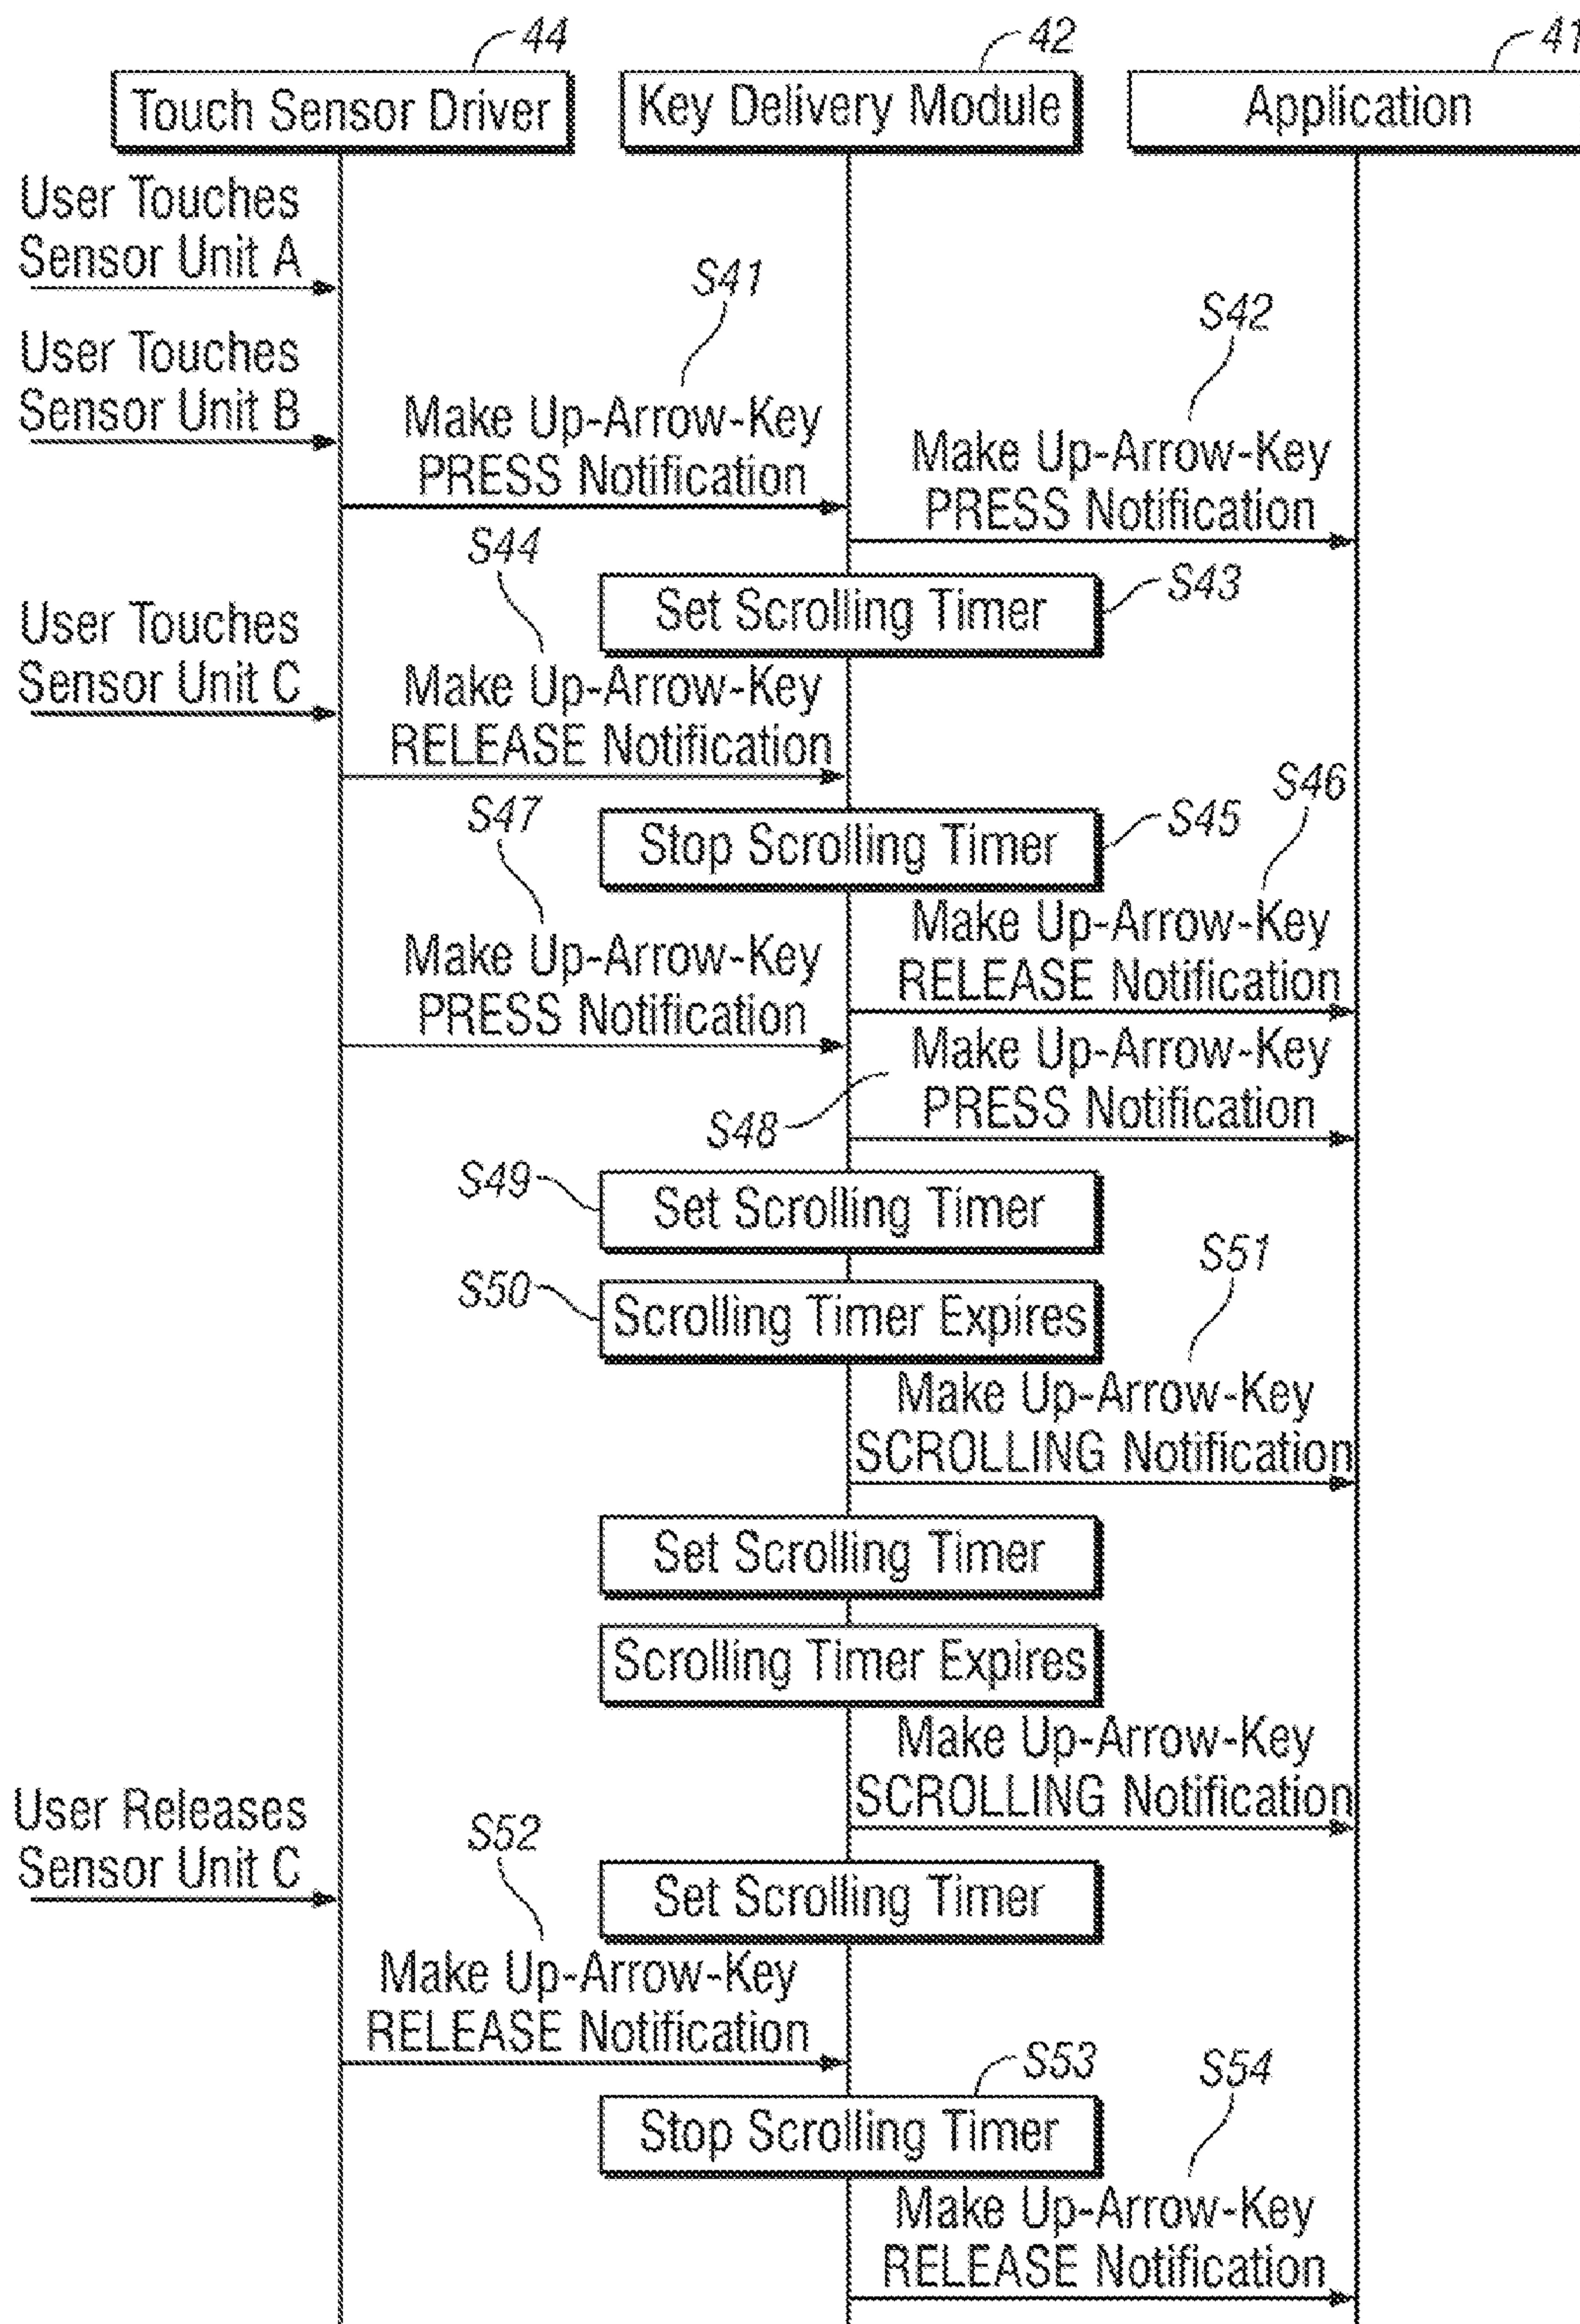 44
42
41
Touch Sensor Driver
Key Delivery Module
Application
User Touches
Sensor Unit A
S41
S42
User Touches
Sensor Unit B
Make Up-Arrow-Key
PRESS Notification
Make Up-Arrow-Key
PRESS Notification
S44
S43
Set Scrolling Timer
User Touches
Sensor Unit C
Make Up-Arrow-Key
RELEASE Notification
S47
S45
S46
Stop Scrolling Timer
Make Up-Arrow-Key
RELEASE Notification
Make Up-Arrow-Key
PRESS Notification
Make Up-Arrow-Key
PRESS Notification
S48
S49
Set Scrolling Timer
S51
S50
Scrolling Timer Expires
Make Up-Arrow-Key
SCROLLING Notification
Set Scrolling Timer
Scrolling Timer Expires
Make Up-Arrow-Key
SCROLLING Notification
User Releases
Sensor Unit C
S52
Set Scrolling Timer
Make Up-Arrow-Key
RELEASE Notification
S53
S54
Stop Scrolling Timer
Make Up-Arrow-Key
RELEASE Notification